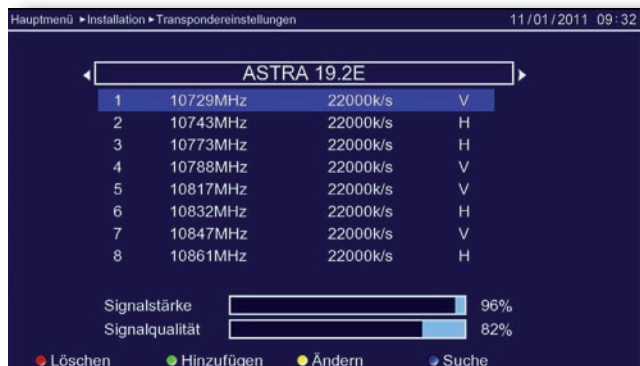 Hauptmenü ►Installation ►Transpondereinstellungen 11/01/2011 09:32
ASTRA 19.2E
1 10729MHz 22000k/s V
2 10743MHz 22000k/s H
3 10773MHz 22000k/s H
4 10788MHz 22000k/s V
5 10817MHz 22000k/s V
6 10832MHz 22000k/s H
7 10847MHz 22000k/s V
8 10861MHz 22000k/s H
Signalstärke 96%
Signalqualität 82%
Löschen Hinzufügen Ändern Suche